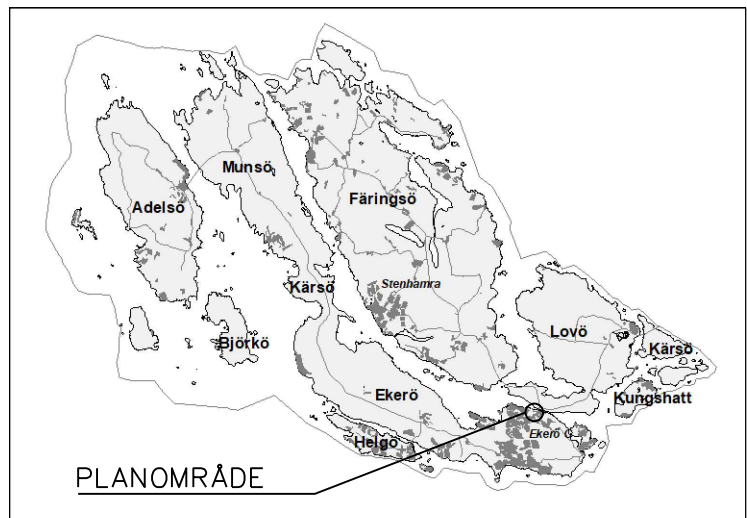 Munsö
Färingsö
Adelsö
Stenhamra
Kärsö
Björkö
Lovö
Kärsö
Ekerö
Kungshatt
Helgö
Ekerö C
PLANOMRÅDE